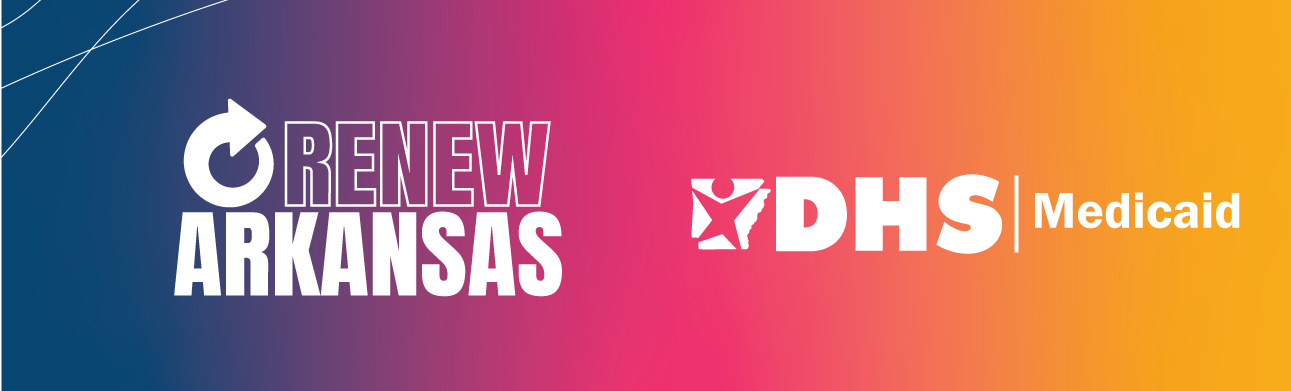 RENEW
ARKANSAS
DHS | Medicaid